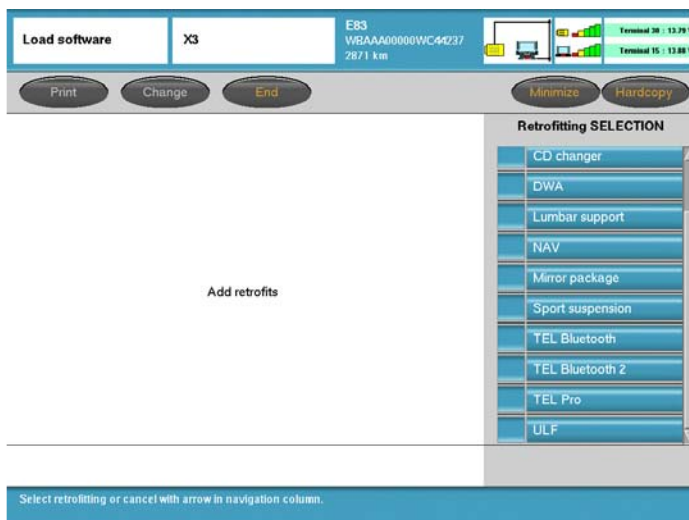 Load software
X3
E83
WBAAA00000WC44237
2871 km
Terminal 30 : 13.79
Terminal 15 : 13.88
Print
Change
End
Minimize
Hardcopy
Retrofitting SELECTION
CD changer
DWA
Lumbar support
NAV
Mirror package
Sport suspension
TEL Bluetooth
TEL Bluetooth 2
TEL Pro
ULF
Add retrofits
Select retrofitting or cancel with arrow in navigation column.